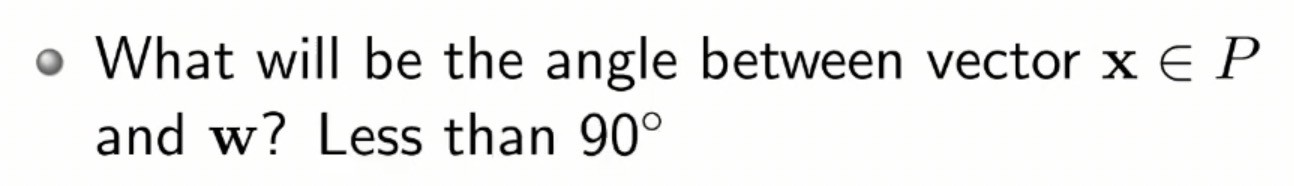 What will be the angle between vector x ∈ P
and w? Less than 90°